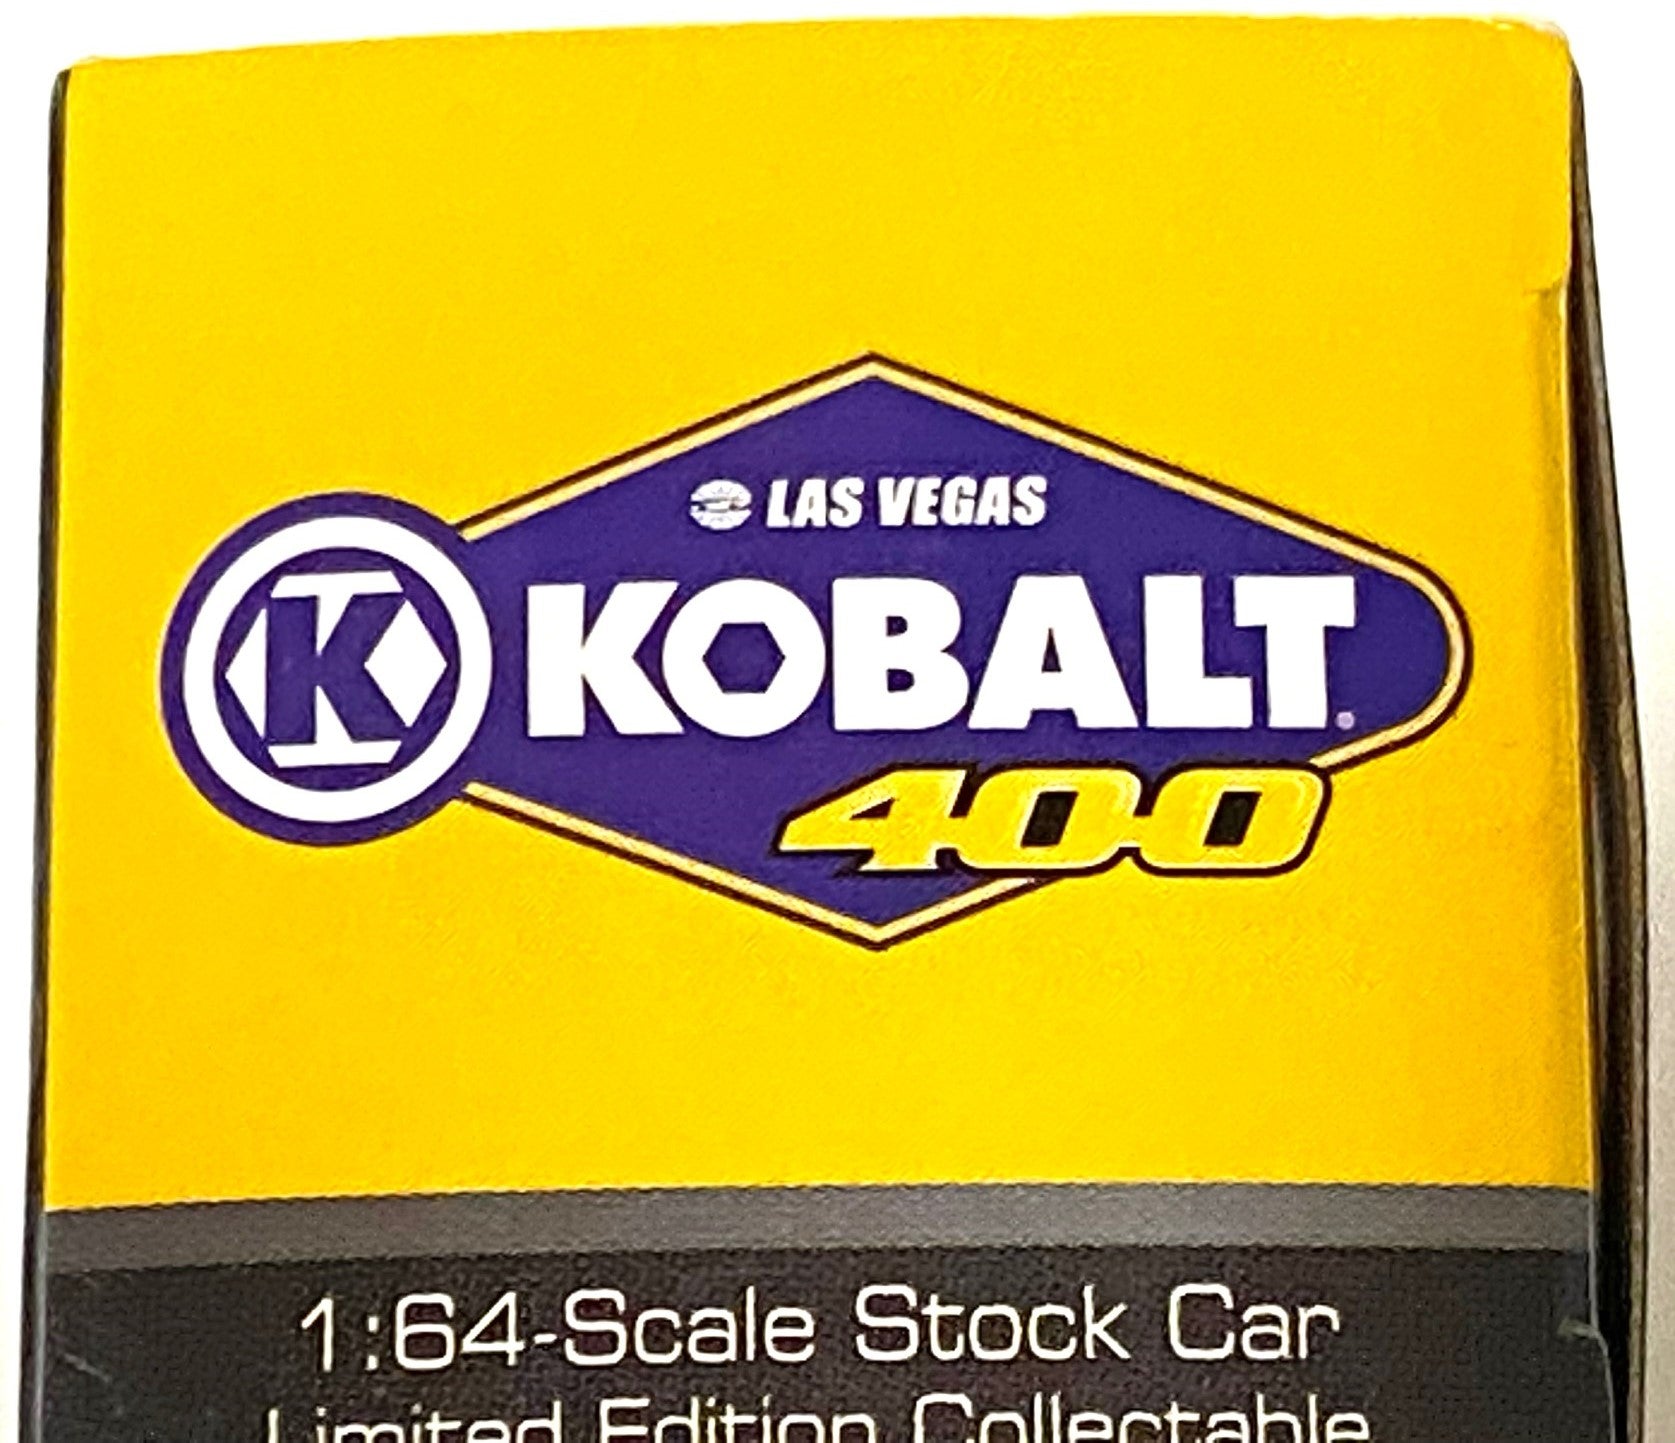 LAS VEGAS
K KOBALT
400
1:64-Scale Stock Car
Limited Edition Collectable